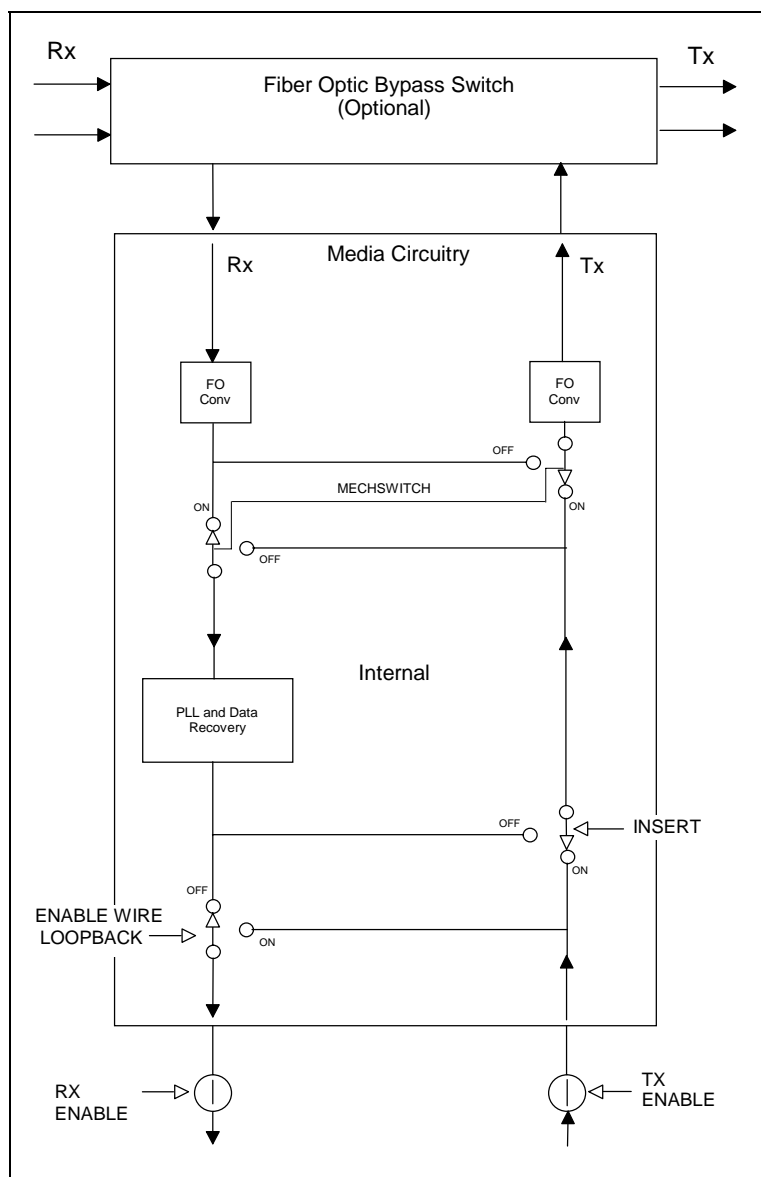 Rx
Tx
Fiber Optic Bypass Switch
(Optional)
Media Circuitry
Rx
Tx
FO
Conv
FO
Conv
OFF
MECHSWITCH
ON
ON
OFF
Internal
PLL and Data
Recovery
OFF
INSERT
ON
OFF
ENABLE WIRE
LOOPBACK
ON
RX
ENABLE
TX
ENABLE